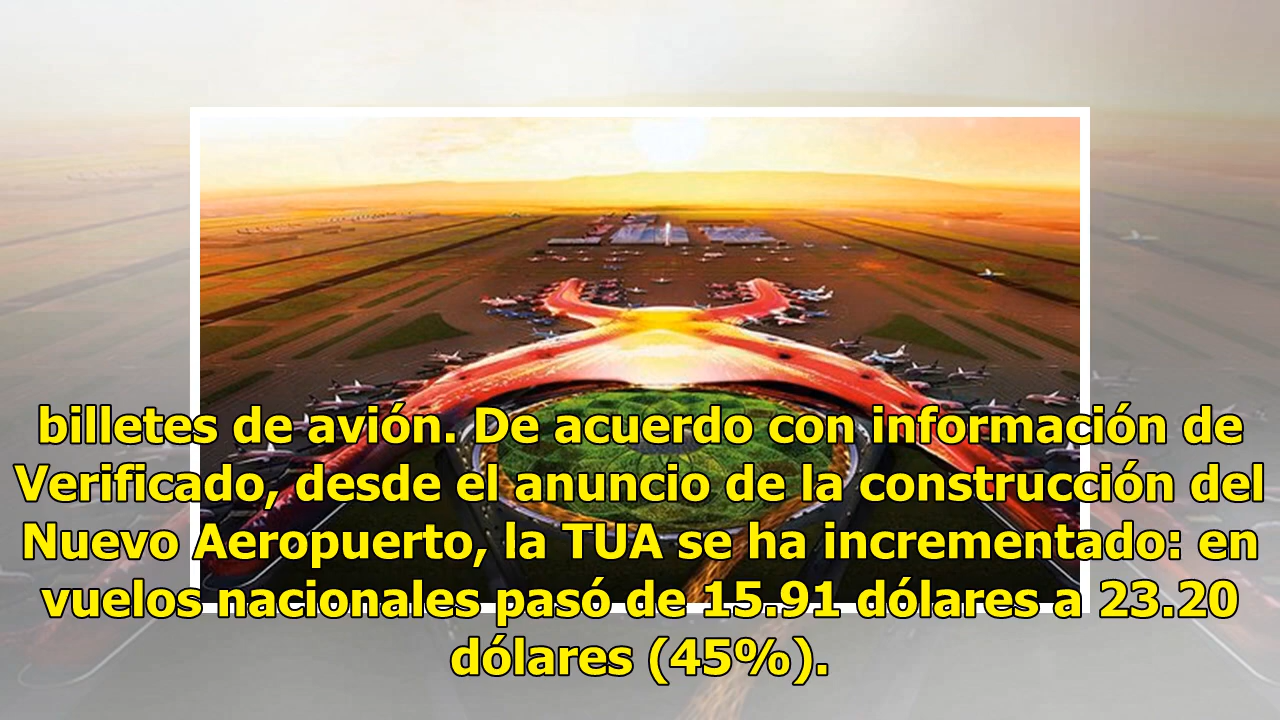 billetes de avión. De acuerdo con información de
Verificado, desde el anuncio de la construcción del
Nuevo Aeropuerto, la TUA se ha incrementado: en
vuelos nacionales pasó de 15.91 dólares a 23.20
dólares (45%).